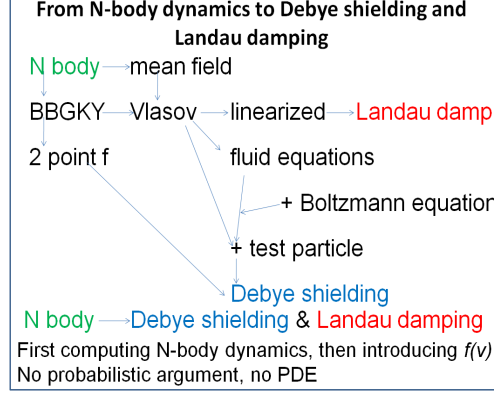 From N-body dynamics to Debye shielding and
Landau damping
N body mean field
BBGKY Vlasov linearized Landau damp
2 point f fluid equations
+ Boltzmann equation
+ test particle
Debye shielding
N body Debye shielding & Landau damping
First computing N-body dynamics, then introducing f(v)
No probabilistic argument, no PDE